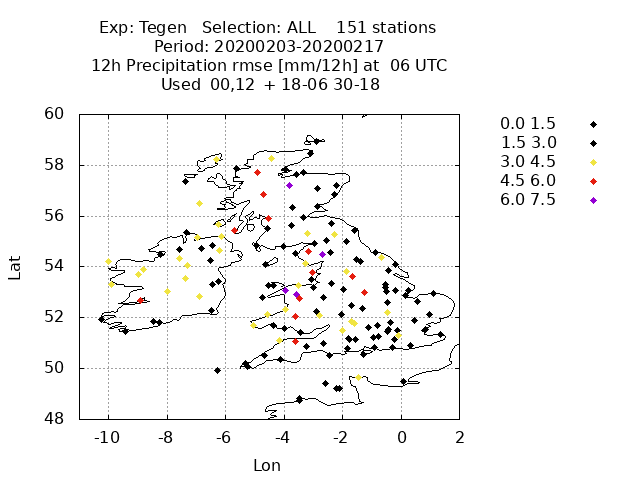 Exp: Tegen Selection: ALL 151 stations
Period: 20200203-20200217
12h Precipitation rmse [mm/12h] at 06 UTC
Used 00,12 + 18-06 30-18
0.0 1.5
1.5 3.0
3.0 4.5
4.5 6.0
6.0 7.5
60
58
56
54
52
50
48
Lat
-10 -8 -6 -4 -2 0 2
Lon